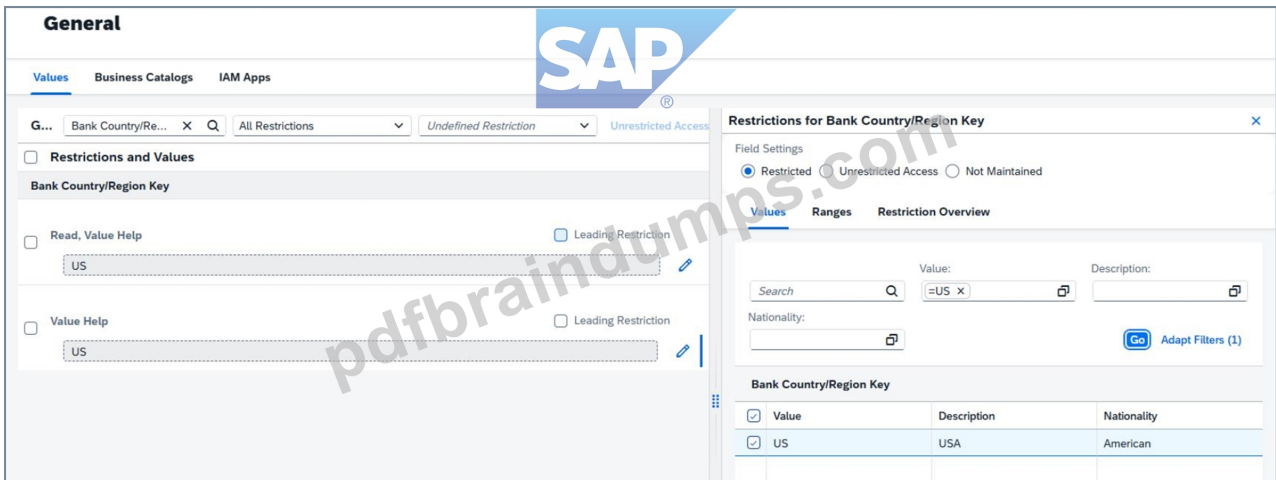 General
SAP
®
Values Business Catalogs IAM Apps
G... Bank Country/Re... All Restrictions Undefined Restriction Unrestricted Access
Restrictions and Values
Bank Country/Region Key
Read, Value Help Leading Restriction
US
Value Help Leading Restriction
US
Restrictions for Bank Country/Region Key
Field Settings
Restricted Unrestricted Access Not Maintained
Values Ranges Restriction Overview
Value: Description:
Search =US
Nationality:
Go Adapt Filters (1)
Bank Country/Region Key
Value Description Nationality
US USA American
pdfbraindumps.com